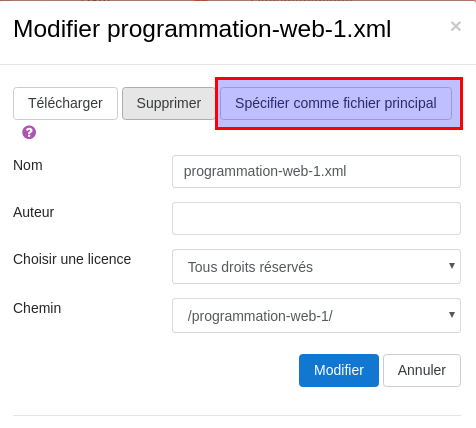 Modifier programmation-web-1.xml ×
Télécharger Supprimer Spécifier comme fichier principal
?
Nom programmation-web-1.xml
Auteur
Choisir une licence Tous droits réservés
Chemin /programmation-web-1/
Modifier Annuler